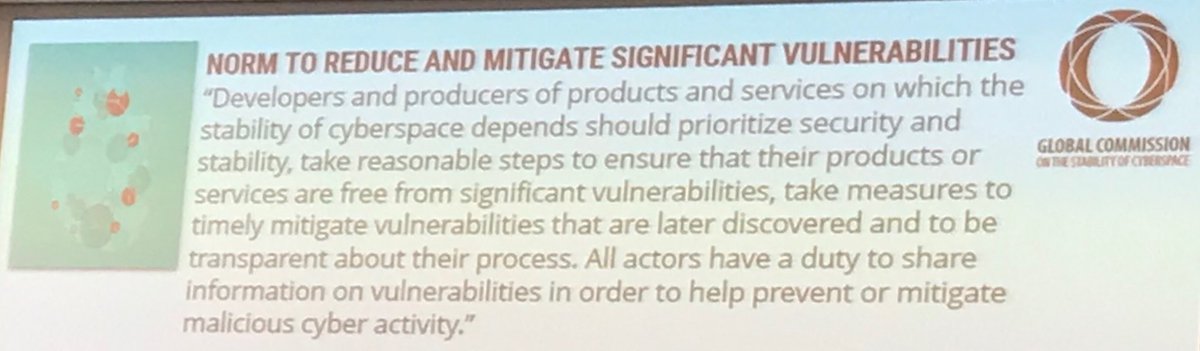 NORM TO REDUCE AND MITIGATE SIGNIFICANT VULNERABILITIES
“Developers and producers of products and services on which the
stability of cyberspace depends should prioritize security and
stability, take reasonable steps to ensure that their products or
services are free from significant vulnerabilities, take measures to
timely mitigate vulnerabilities that are later discovered and to be
transparent about their process. All actors have a duty to share
information on vulnerabilities in order to help prevent or mitigate
malicious cyber activity.”
GLOBAL COMMISSION
ON THE STABILITY OF CYBERSPACE